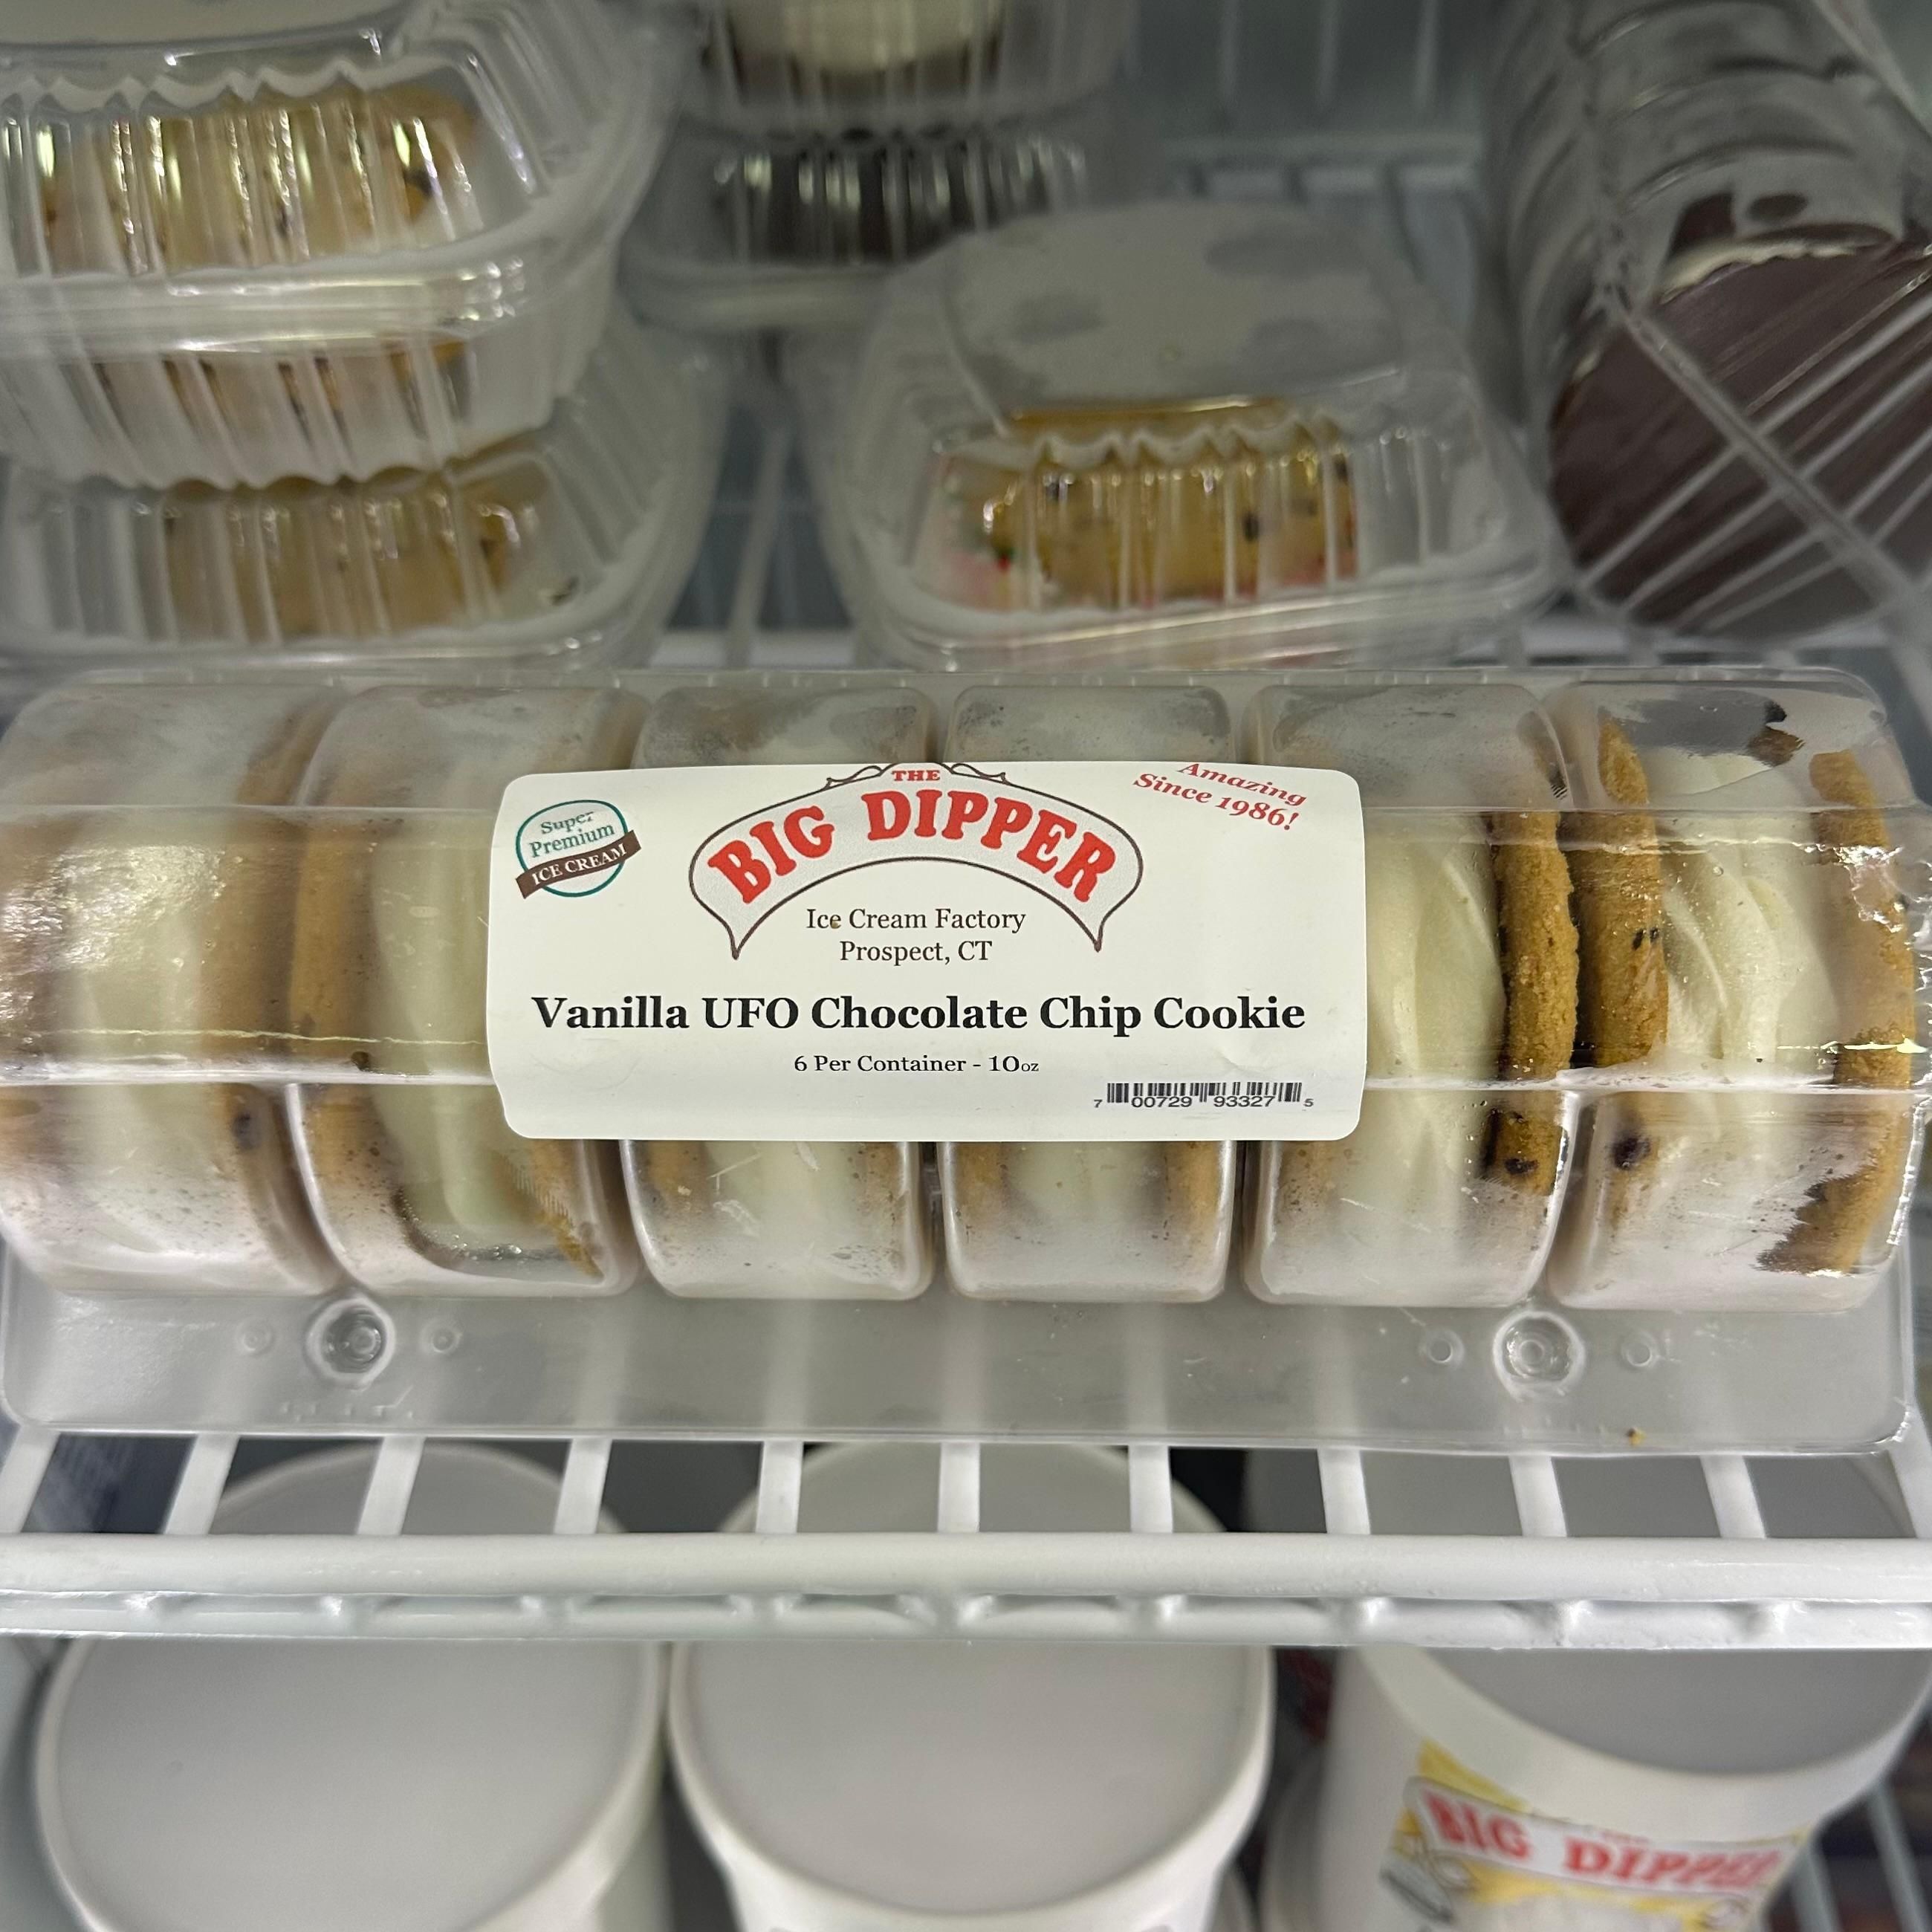 THE
BIG DIPPER
Super
Premium
ICE CREAM
Amazing
Since 1986!
Ice Cream Factory
Prospect, CT
Vanilla UFO Chocolate Chip Cookie
6 Per Container - 10oz
7 00729 93327 5
BIG DIPPER